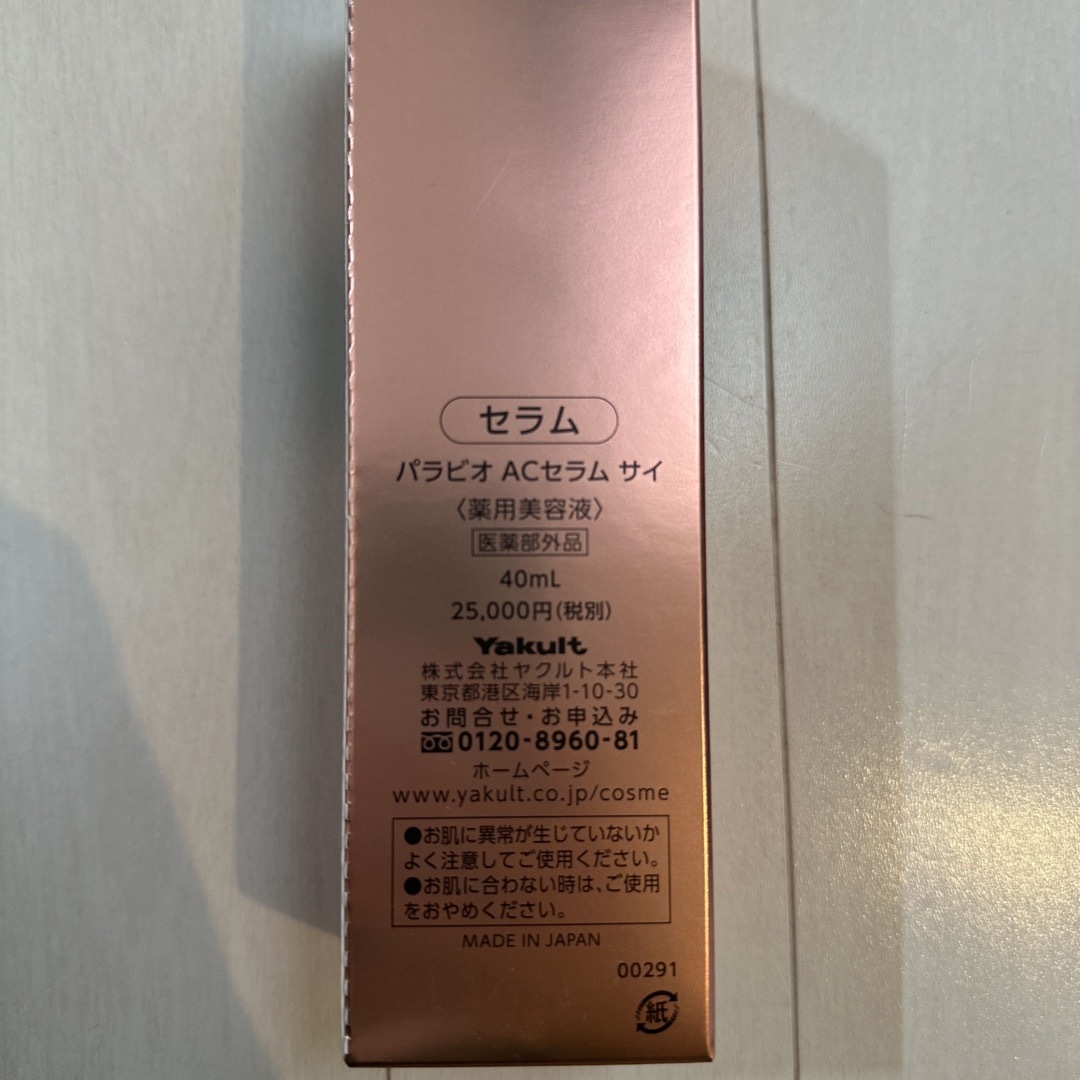 セラム
パラビオ ACセラム サイ
〈薬用美容液〉
医薬部外品
40mL
25,000円(税別)
Yakult
株式会社ヤクルト本社
東京都港区海岸1-10-30
お問合せ・お申込み
0120-8960-81
ホームページ
www.yakult.co.jp/cosme
●お肌に異常が生じていないか
よく注意してご使用ください。
●お肌に合わない時は、ご使用
をおやめください。
MADE IN JAPAN
00291
紙